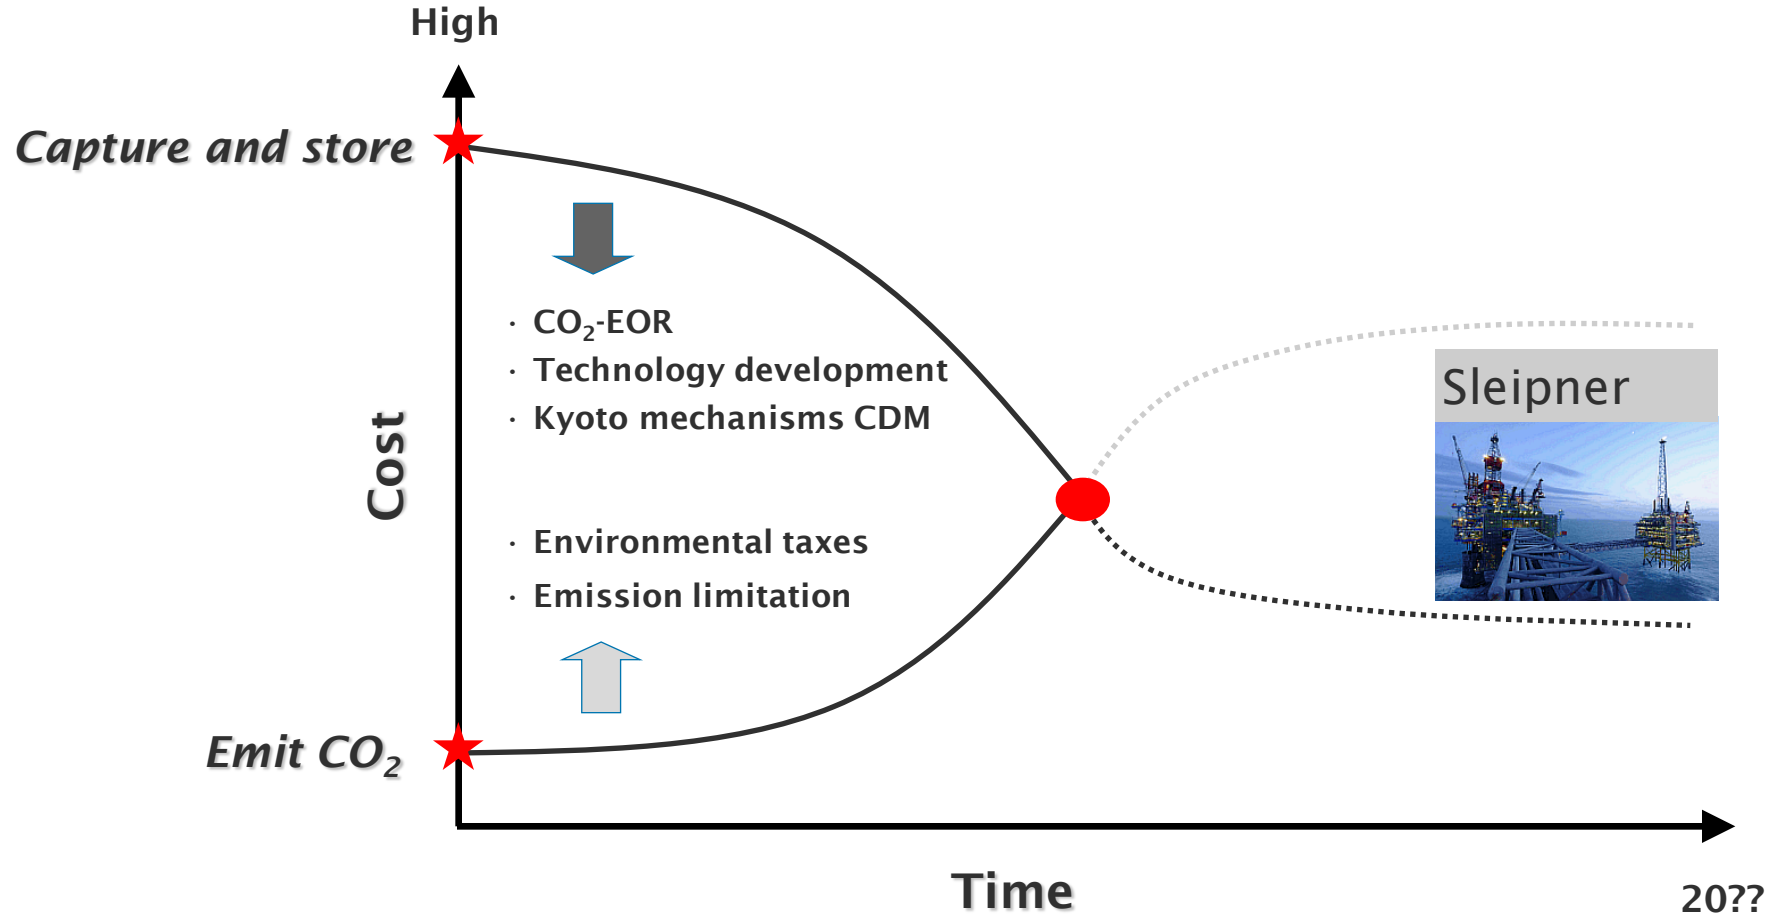 High
Capture and store
· CO₂-EOR
· Technology development
· Kyoto mechanisms CDM
Sleipner
Cost
· Environmental taxes
· Emission limitation
Emit CO₂
Time
20??